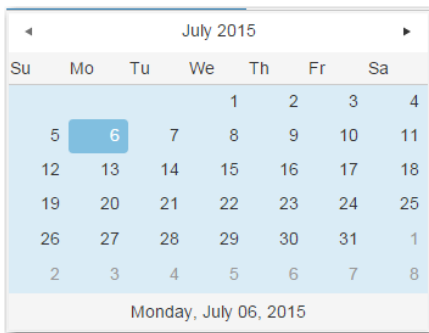 ◄ July 2015 ►
Su Mo Tu We Th Fr Sa
1 2 3 4
5 6 7 8 9 10 11
12 13 14 15 16 17 18
19 20 21 22 23 24 25
26 27 28 29 30 31 1
2 3 4 5 6 7 8
Monday, July 06, 2015